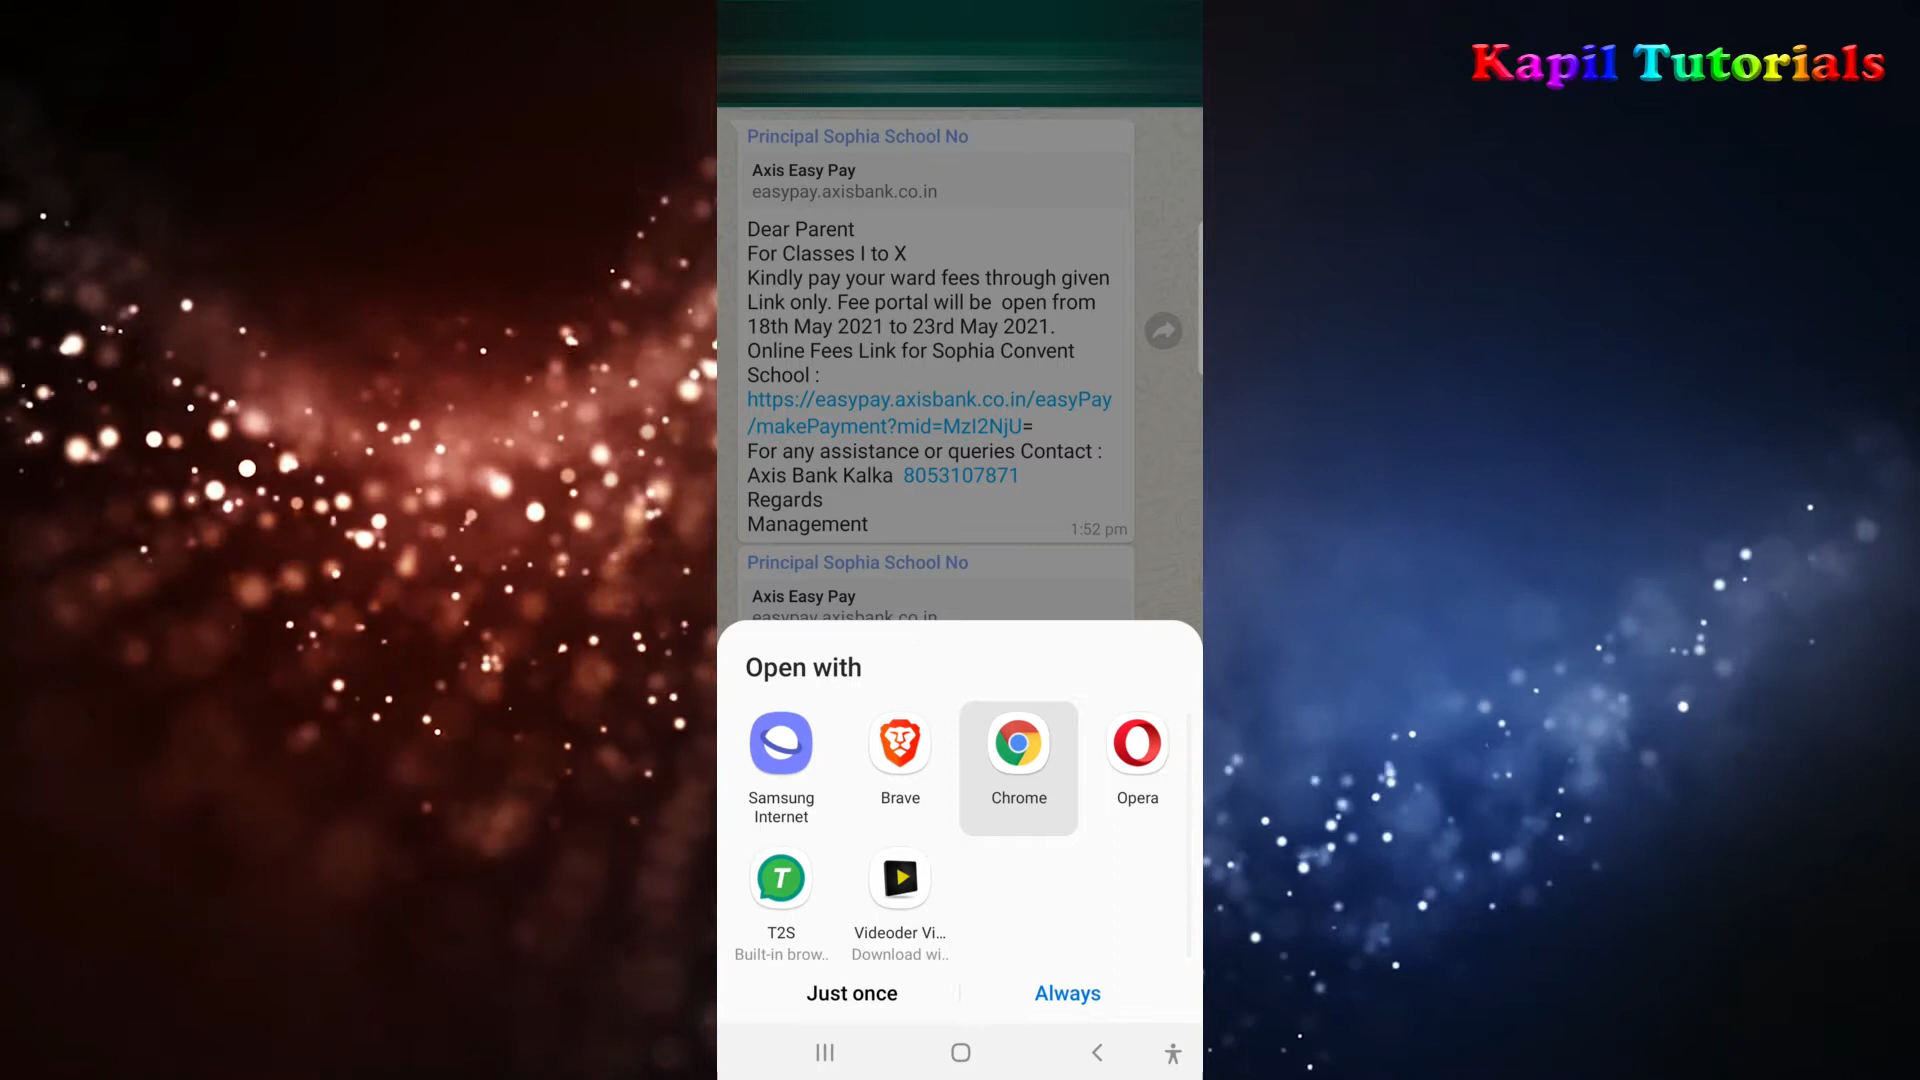 Kapil Tutorials
Principal Sophia School No
Axis Easy Pay
easypay.axisbank.co.in
Dear Parent
For Classes I to X
Kindly pay your ward fees through given
Link only. Fee portal will be  open from
18th May 2021 to 23rd May 2021.
Online Fees Link for Sophia Convent
School :
https://easypay.axisbank.co.in/easyPay
/makePayment?mid=MzI2NjU=
For any assistance or queries Contact :
Axis Bank Kalka  8053107871
Regards
Management
1:52 pm
Principal Sophia School No
Axis Easy Pay
easypay.axisbank.co.in
Open with
Samsung Internet
Brave
Chrome
Opera
T2S
Built-in brow..
Videoder Vi...
Download wi..
Just once
Always